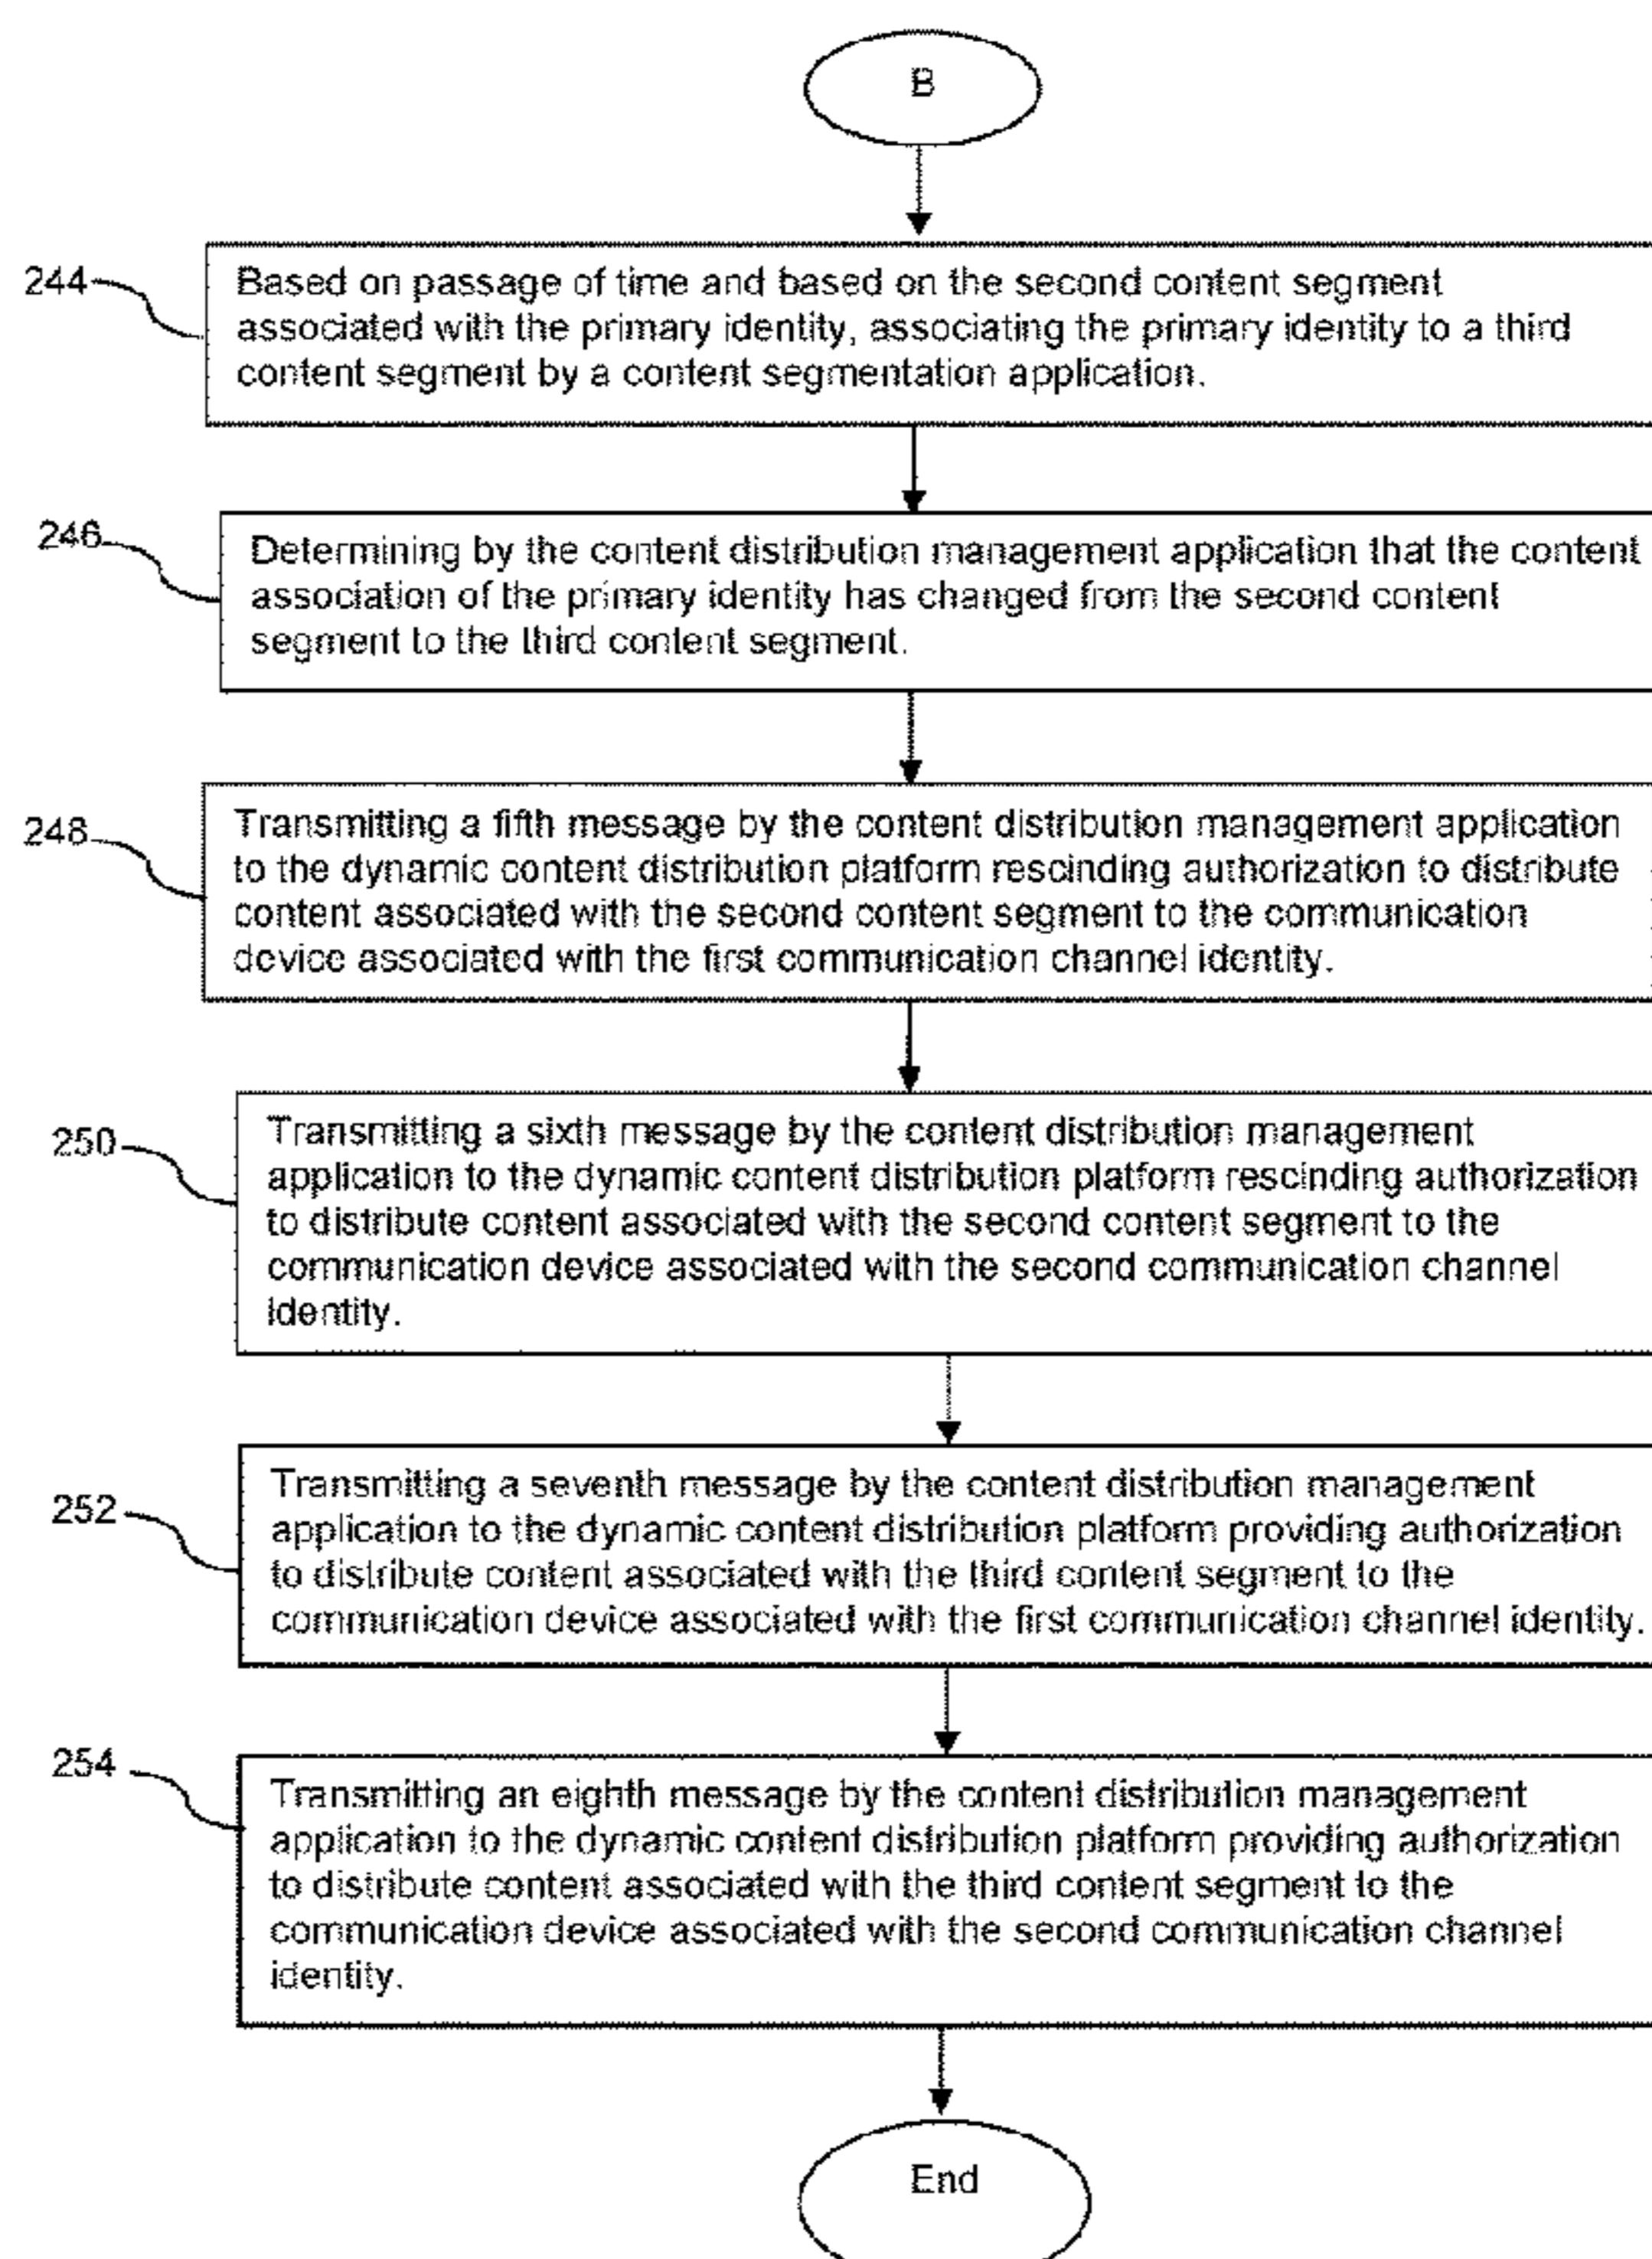 B
244
Based on passage of time and based on the second content segment
associated with the primary identity, associating the primary identity to a third
content segment by a content segmentation application.
246
Determining by the content distribution management application that the content
association of the primary identity has changed from the second content
segment to the third content segment.
248
Transmitting a fifth message by the content distribution management application
to the dynamic content distribution platform rescinding authorization to distribute
content associated with the second content segment to the communication
device associated with the first communication channel identity.
250
Transmitting a sixth message by the content distribution management
application to the dynamic content distribution platform rescinding authorization
to distribute content associated with the second content segment to the
communication device associated with the second communication channel
identity.
252
Transmitting a seventh message by the content distribution management
application to the dynamic content distribution platform providing authorization
to distribute content associated with the third content segment to the
communication device associated with the first communication channel identity.
254
Transmitting an eighth message by the content distribution management
application to the dynamic content distribution platform providing authorization
to distribute content associated with the third content segment to the
communication device associated with the second communication channel
identity.
End